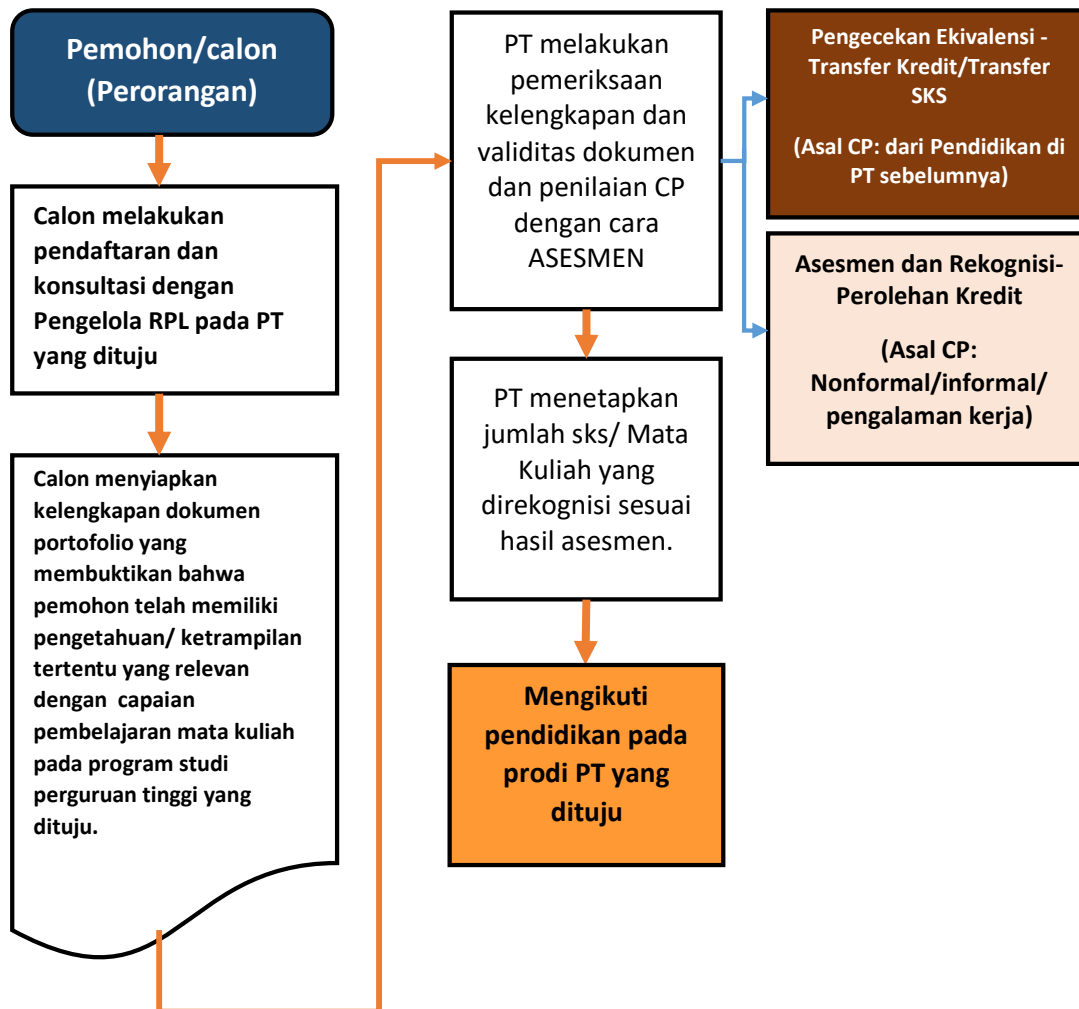 Pemohon/calon
(Perorangan)
Calon melakukan
pendaftaran dan
konsultasi dengan
Pengelola RPL pada PT
yang dituju
Calon menyiapkan
kelengkapan dokumen
portofolio yang
membuktikan bahwa
pemohon telah memiliki
pengetahuan/ ketrampilan
tertentu yang relevan
dengan capaian
pembelajaran mata kuliah
pada program studi
perguruan tinggi yang
dituju.
PT melakukan
pemeriksaan
kelengkapan dan
validitas dokumen
dan penilaian CP
dengan cara
ASESMEN
PT menetapkan
jumlah sks/ Mata
Kuliah yang
direkognisi sesuai
hasil asesmen.
Mengikuti
pendidikan pada
prodi PT yang
dituju
Pengecekan Ekivalensi -
Transfer Kredit/Transfer
SKS
(Asal CP: dari Pendidikan di
PT sebelumnya)
Asesmen dan Rekognisi-
Perolehan Kredit
(Asal CP:
Nonformal/informal/
pengalaman kerja)